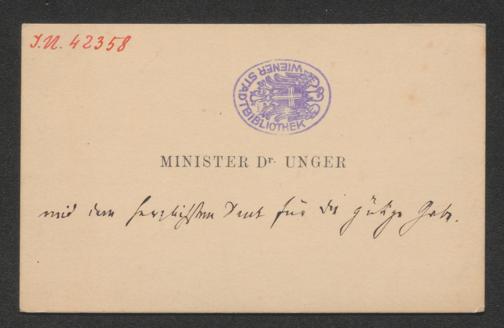 I.N. 42358
WIENER STADTBIBLIOTHEK
MINISTER Dr. UNGER
mit dem herzlichsten Dank für die gütige Gabe.